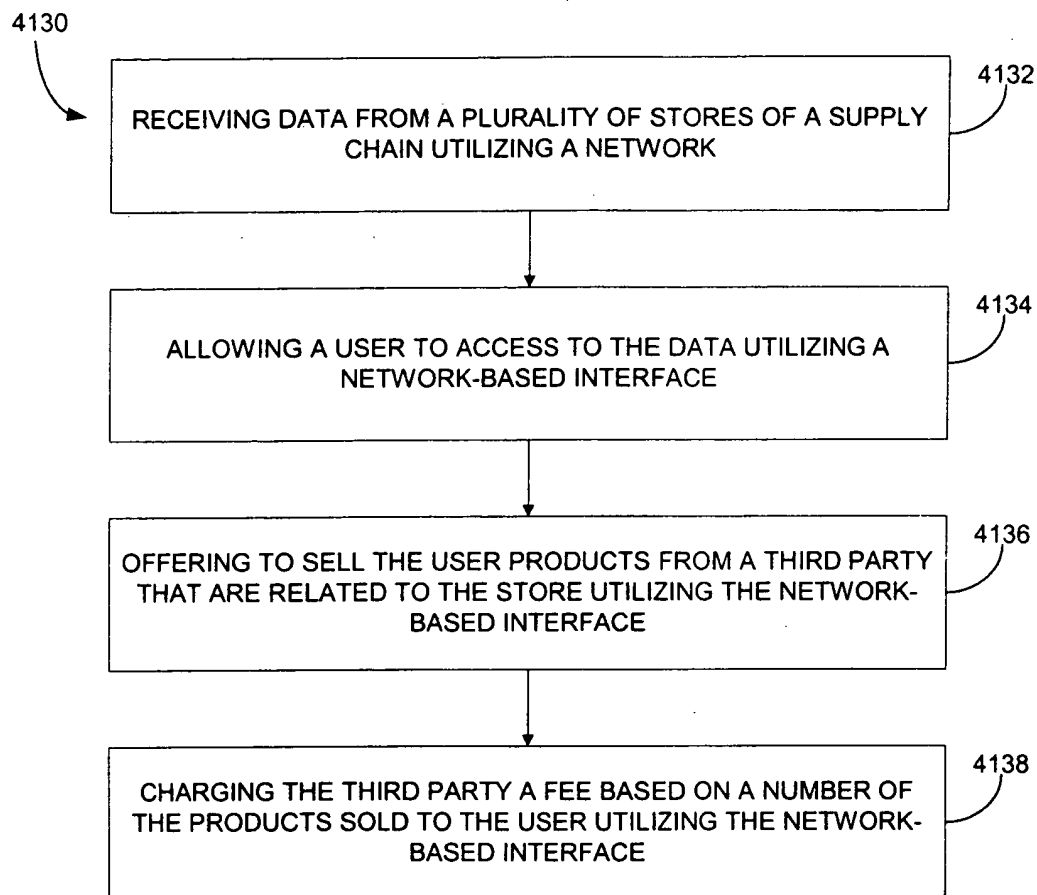 4130
4132
RECEIVING DATA FROM A PLURALITY OF STORES OF A SUPPLY
CHAIN UTILIZING A NETWORK
4134
ALLOWING A USER TO ACCESS TO THE DATA UTILIZING A
NETWORK-BASED INTERFACE
4136
OFFERING TO SELL THE USER PRODUCTS FROM A THIRD PARTY
THAT ARE RELATED TO THE STORE UTILIZING THE NETWORK-
BASED INTERFACE
4138
CHARGING THE THIRD PARTY A FEE BASED ON A NUMBER OF
THE PRODUCTS SOLD TO THE USER UTILIZING THE NETWORK-
BASED INTERFACE